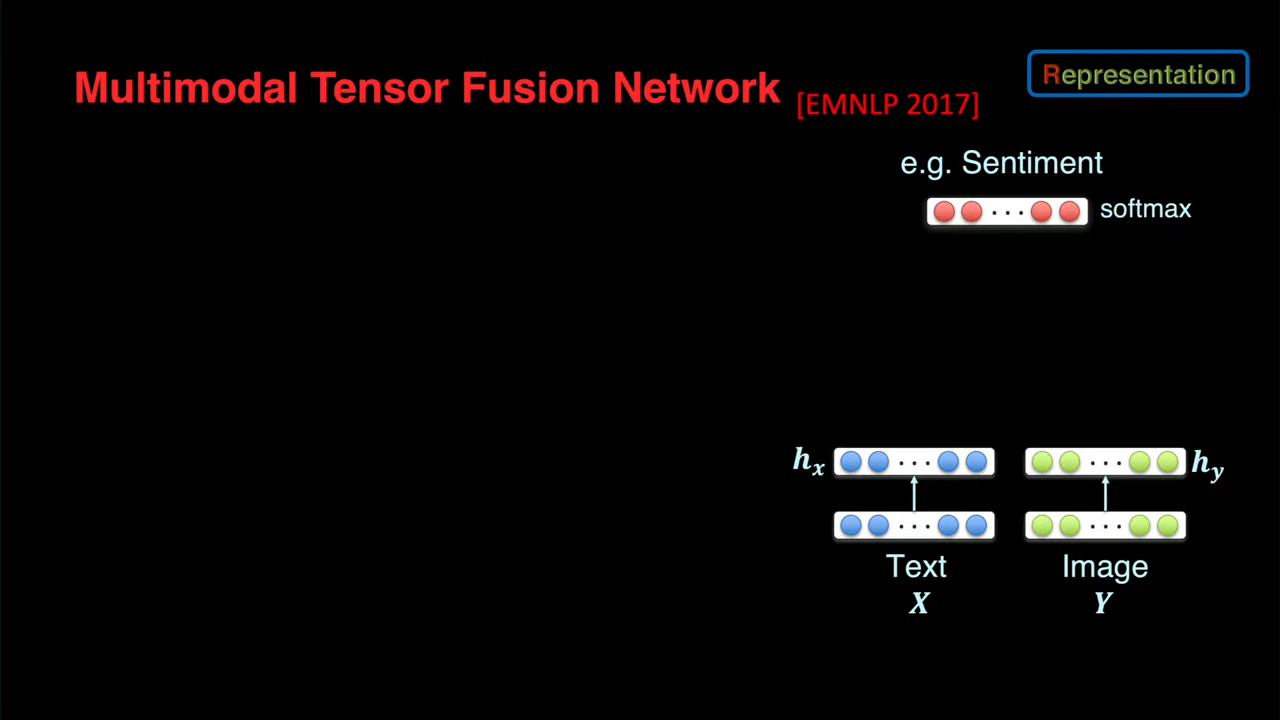 Multimodal Tensor Fusion Network [EMNLP 2017]
Representation
e.g. Sentiment
softmax
h_x
h_y
Text
Image
X
Y